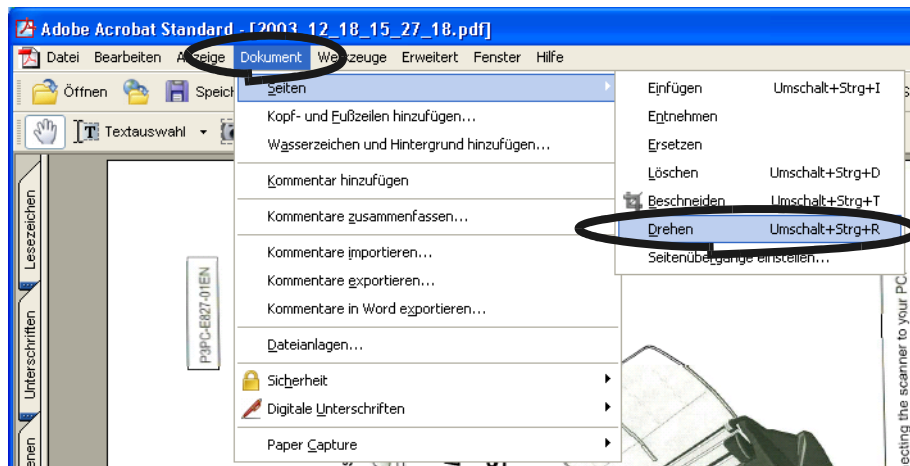 Adobe Acrobat Standard - [2003_12_18_15_27_18.pdf]
Datei Bearbeiten Anzeige Dokument Werkzeuge Erweitert Fenster Hilfe
Öffnen
Textauswahl
Seiten
Kopf- und Fußzeilen hinzufügen...
Wasserzeichen und Hintergrund hinzufügen...
Kommentar hinzufügen
Kommentare zusammenfassen...
Kommentare importieren...
Kommentare exportieren...
Kommentare in Word exportieren...
Dateianlagen...
Sicherheit
Digitale Unterschriften
Paper Capture
Einfügen Umschalt+Strg+I
Entnehmen
Ersetzen
Löschen Umschalt+Strg+D
Beschneiden Umschalt+Strg+T
Drehen Umschalt+Strg+R
Seitenübergänge einstellen...
Lesezeichen
Unterschriften
P3PC-E827-01EN
the scanner to your PC